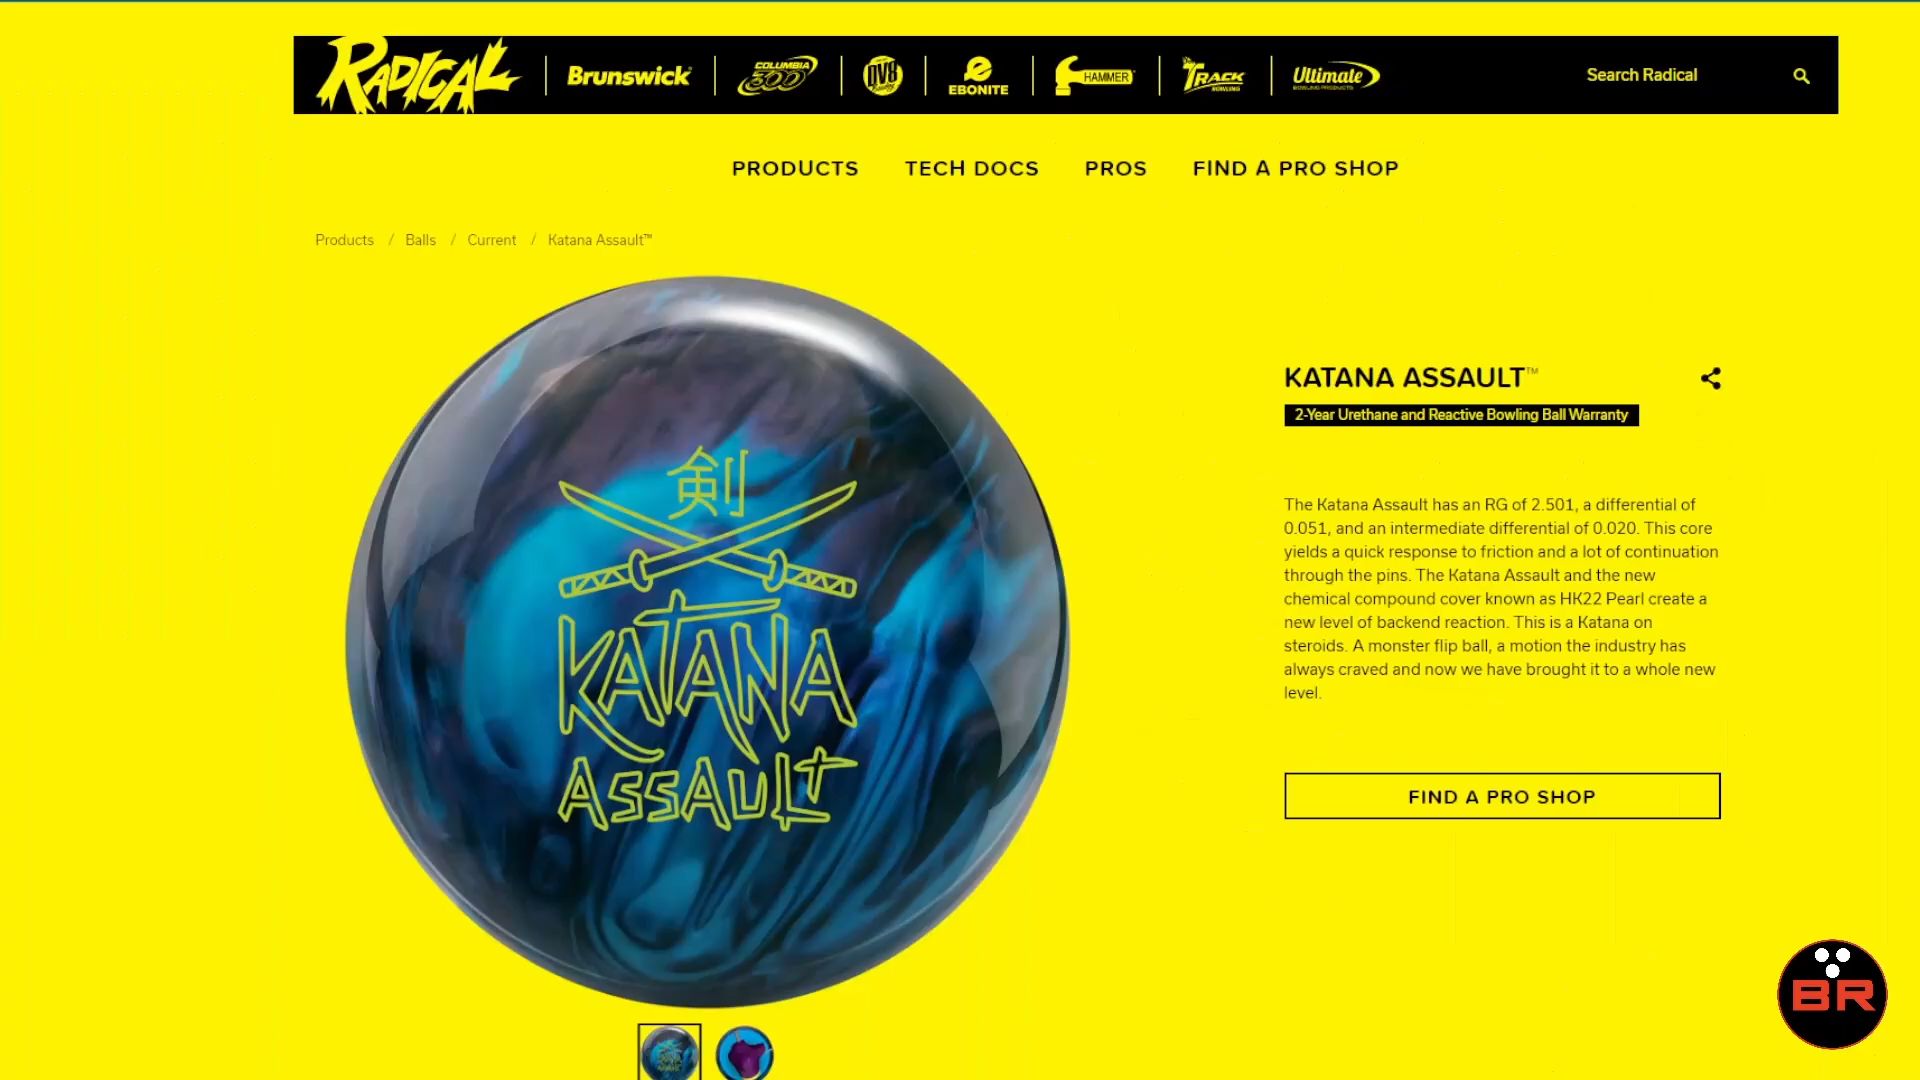 RADICAL
Brunswick
COLUMBIA 300
DV8
EBONITE
HAMMER
TRACK BOWLING
Ultimate BOWLING PRODUCTS
Search Radical
PRODUCTS TECH DOCS PROS FIND A PRO SHOP
Products / Balls / Current / Katana Assault™
剣
KATANA
ASSAULT
KATANA ASSAULT™
2-Year Urethane and Reactive Bowling Ball Warranty
The Katana Assault has an RG of 2.501, a differential of
0.051, and an intermediate differential of 0.020. This core
yields a quick response to friction and a lot of continuation
through the pins. The Katana Assault and the new
chemical compound cover known as HK22 Pearl create a
new level of backend reaction. This is a Katana on
steroids. A monster flip ball, a motion the industry has
always craved and now we have brought it to a whole new
level.
FIND A PRO SHOP
BR